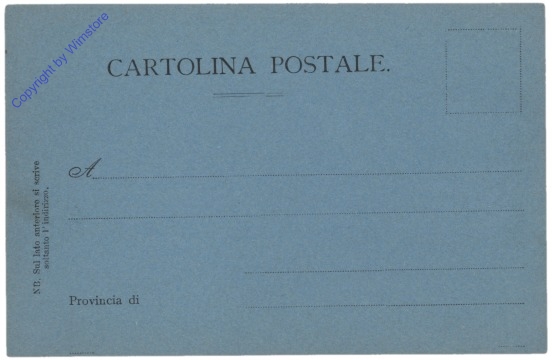 Copyright by Wimstore
CARTOLINA POSTALE.
A
NB. Sul lato anteriore si scrive
soltanto l'indirizzo.
Provincia di